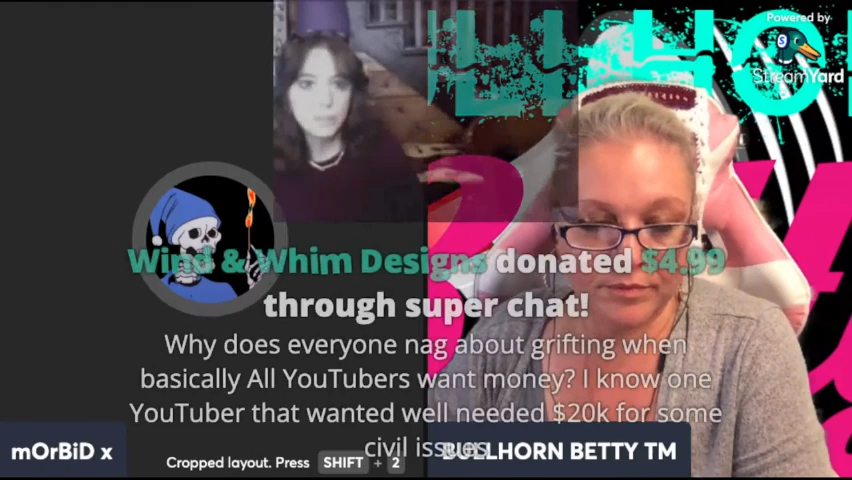 Powered by
StreamYard
Wind & Whim Designs donated $4.99
through super chat!
Why does everyone nag about grifting when
basically All YouTubers want money? I know one
YouTuber that wanted well needed $20k for some
civil issues
mOrBiD x
Cropped layout. Press SHIFT + 2
BULLHORN BETTY TM